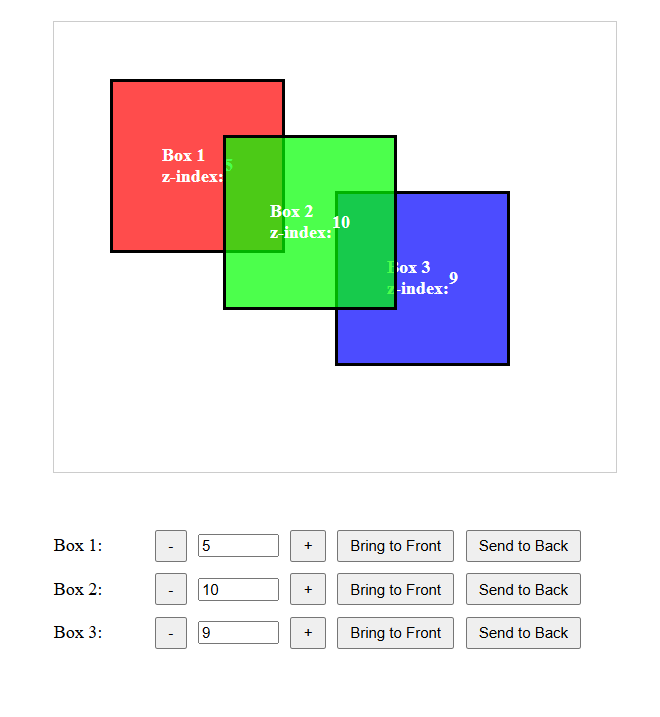 Box 1
z-index:5
Box 2
z-index:10
Box 3
z-index:9
Box 1: - 5 + Bring to Front Send to Back
Box 2: - 10 + Bring to Front Send to Back
Box 3: - 9 + Bring to Front Send to Back